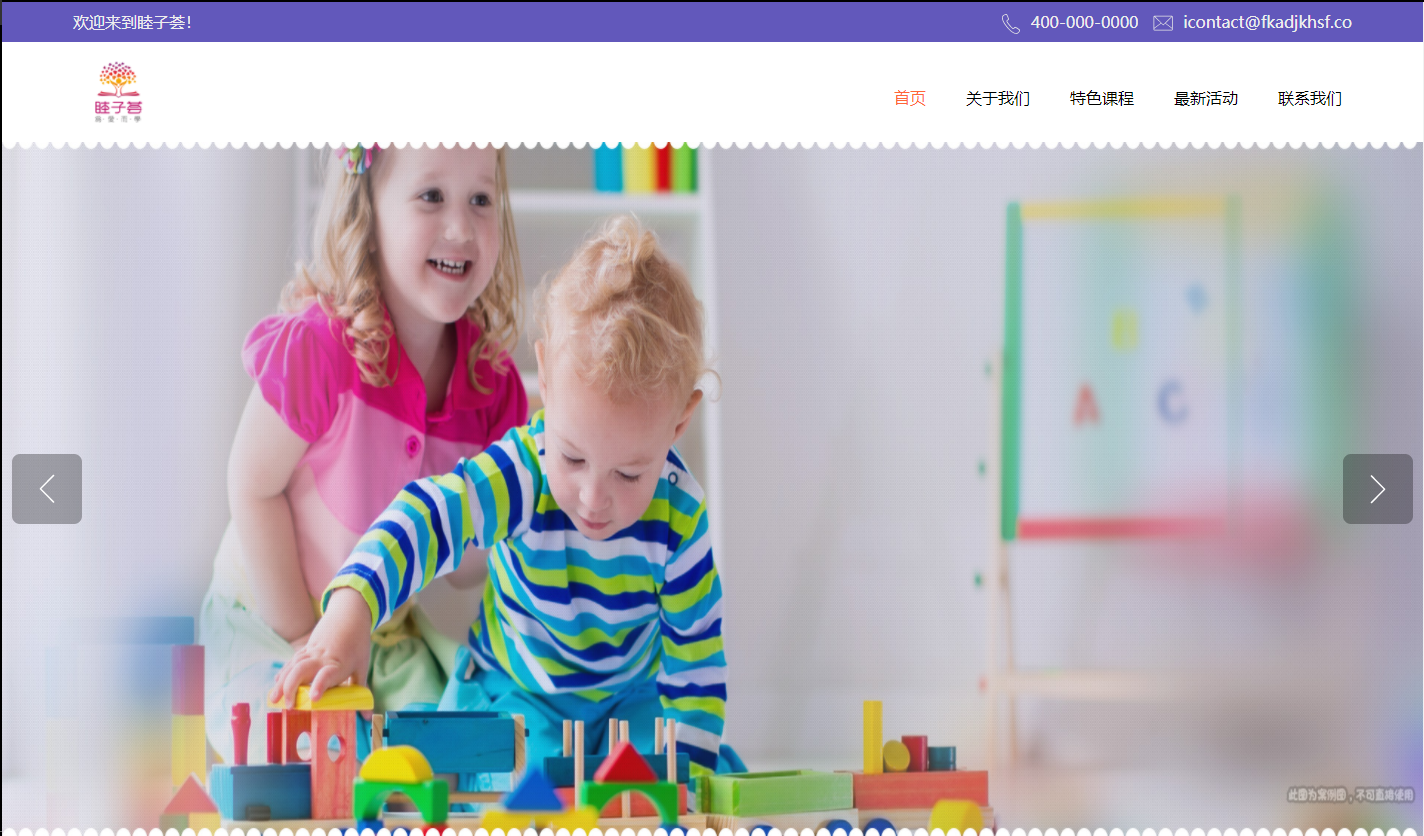 欢迎来到睦子荟!
400-000-0000
icontact@fkadjkhsf.co
睦子荟
首页
关于我们
特色课程
最新活动
联系我们
B
A
C
此图为案例图，不可直接使用